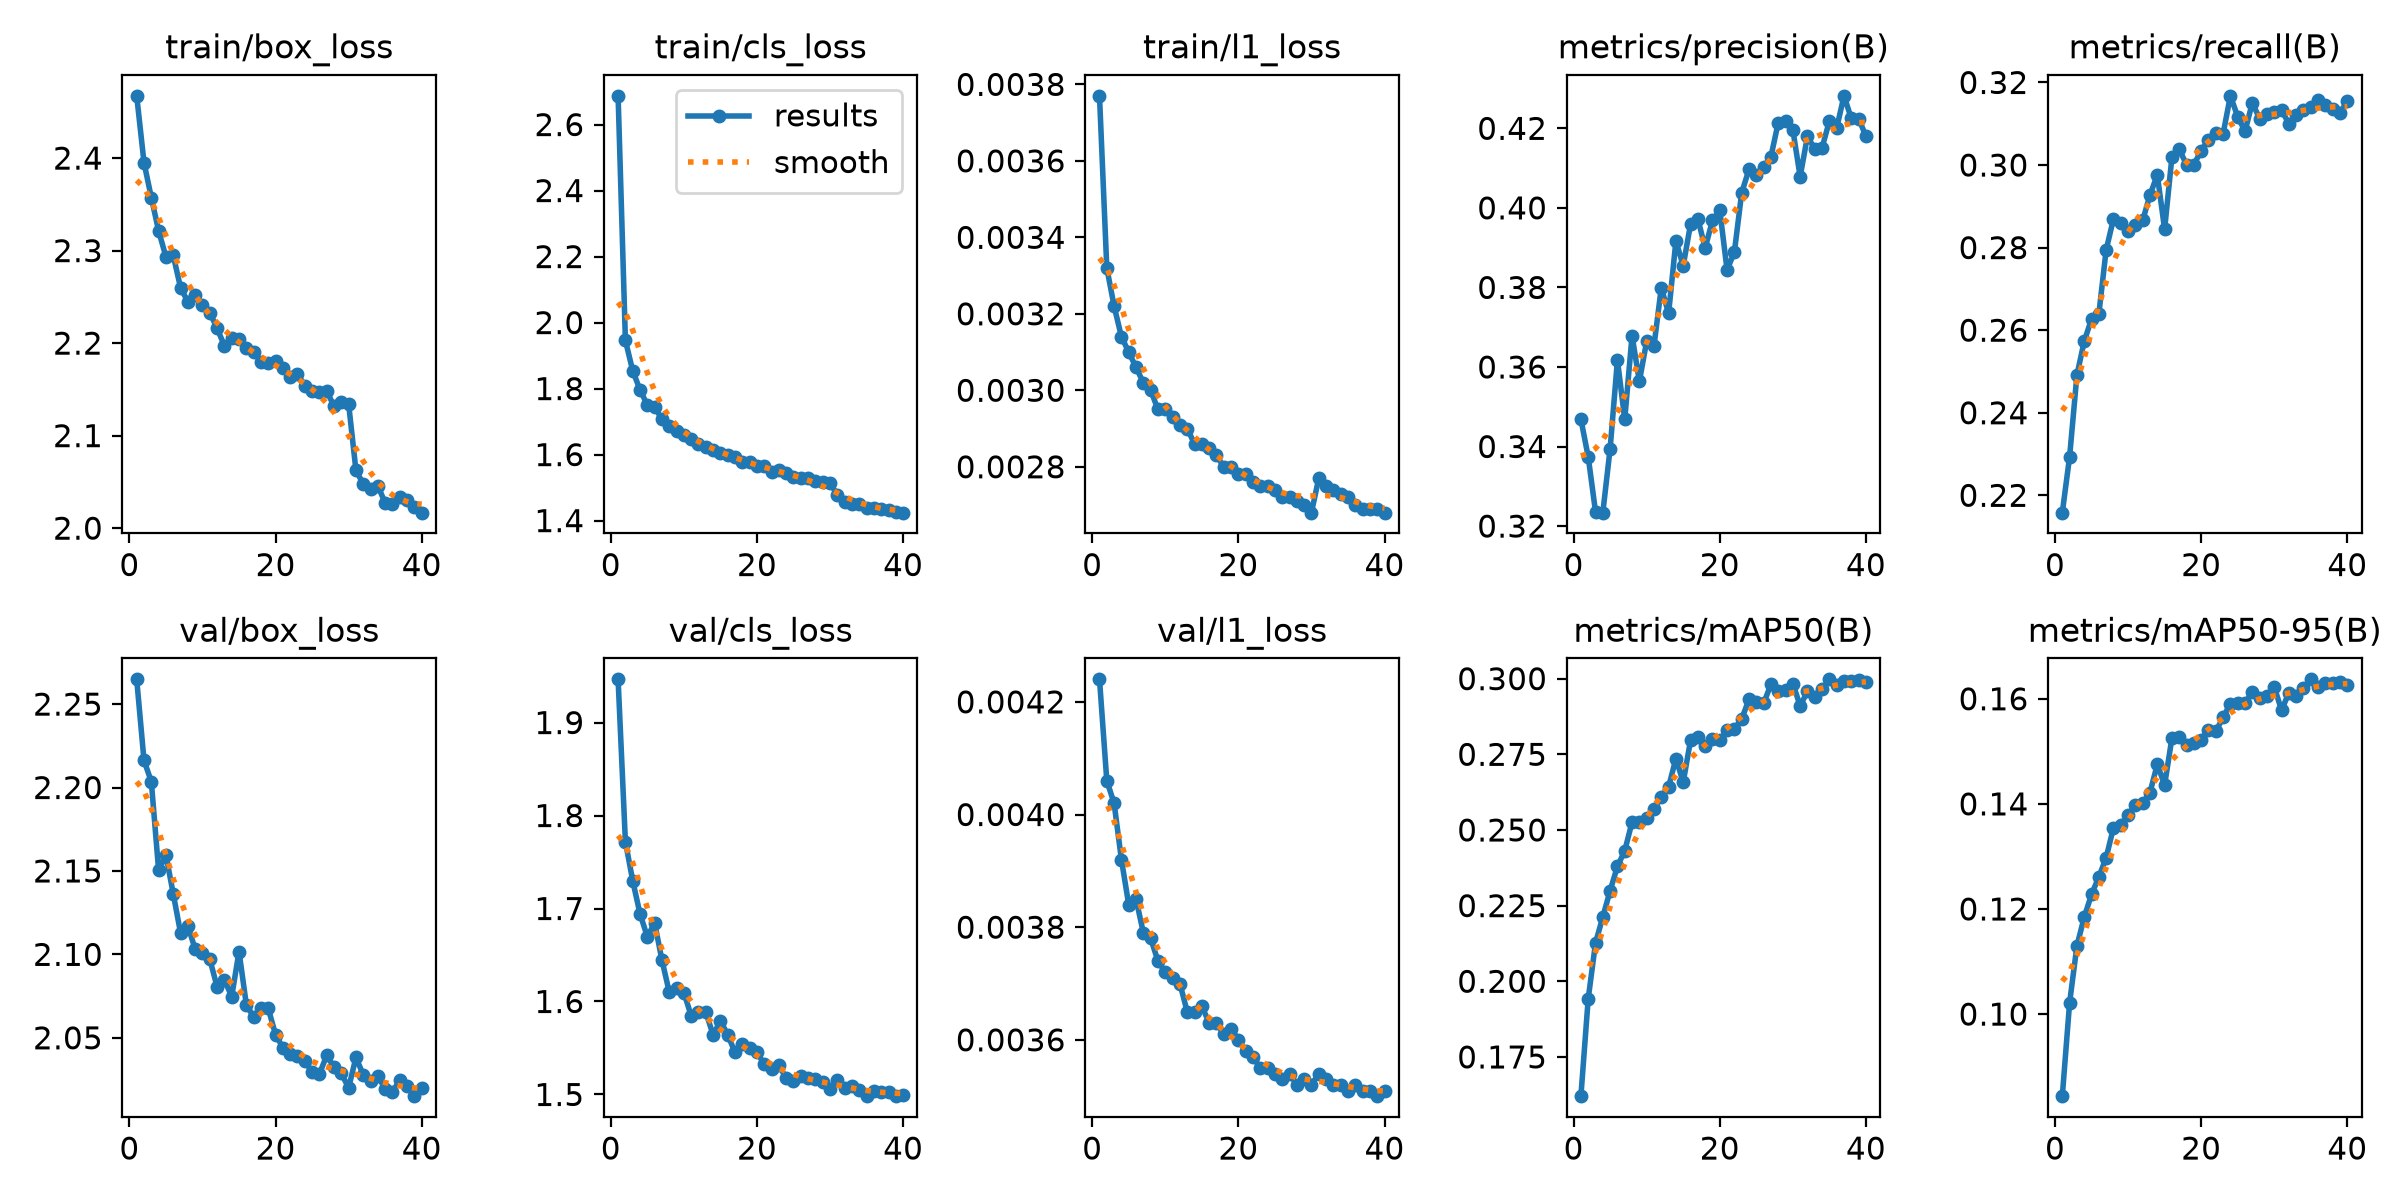 train/box_loss
2.4
2.3
2.2
2.1
2.0
0 20 40
train/cls_loss
results
smooth
2.6
2.4
2.2
2.0
1.8
1.6
1.4
0 20 40
train/l1_loss
0.0038
0.0036
0.0034
0.0032
0.0030
0.0028
0 20 40
metrics/precision(B)
0.42
0.40
0.38
0.36
0.34
0.32
0 20 40
metrics/recall(B)
0.32
0.30
0.28
0.26
0.24
0.22
0 20 40
val/box_loss
2.25
2.20
2.15
2.10
2.05
0 20 40
val/cls_loss
1.9
1.8
1.7
1.6
1.5
0 20 40
val/l1_loss
0.0042
0.0040
0.0038
0.0036
0 20 40
metrics/mAP50(B)
0.300
0.275
0.250
0.225
0.200
0.175
0 20 40
metrics/mAP50-95(B)
0.16
0.14
0.12
0.10
0 20 40